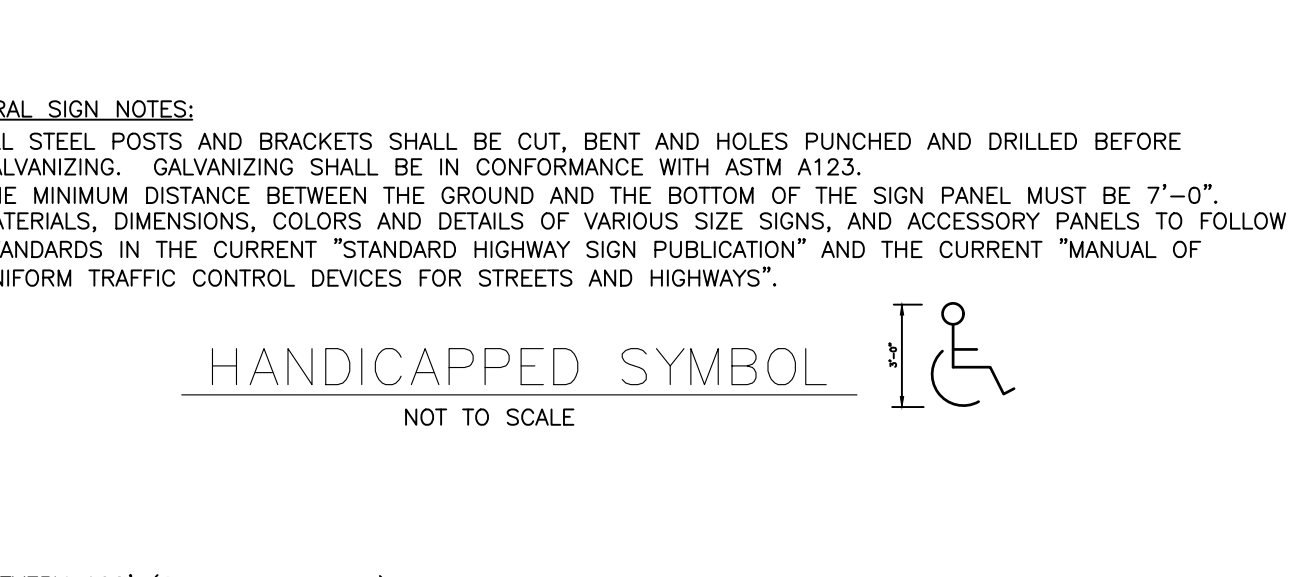 RAL SIGN NOTES:
L STEEL POSTS AND BRACKETS SHALL BE CUT, BENT AND HOLES PUNCHED AND DRILLED BEFORE
ALVANIZING. GALVANIZING SHALL BE IN CONFORMANCE WITH ASTM A123.
E MINIMUM DISTANCE BETWEEN THE GROUND AND THE BOTTOM OF THE SIGN PANEL MUST BE 7'-0".
ATERIALS, DIMENSIONS, COLORS AND DETAILS OF VARIOUS SIZE SIGNS, AND ACCESSORY PANELS TO FOLLOW
ANDARDS IN THE CURRENT "STANDARD HIGHWAY SIGN PUBLICATION" AND THE CURRENT "MANUAL OF
NIFORM TRAFFIC CONTROL DEVICES FOR STREETS AND HIGHWAYS".
3'-0"
HANDICAPPED SYMBOL
NOT TO SCALE